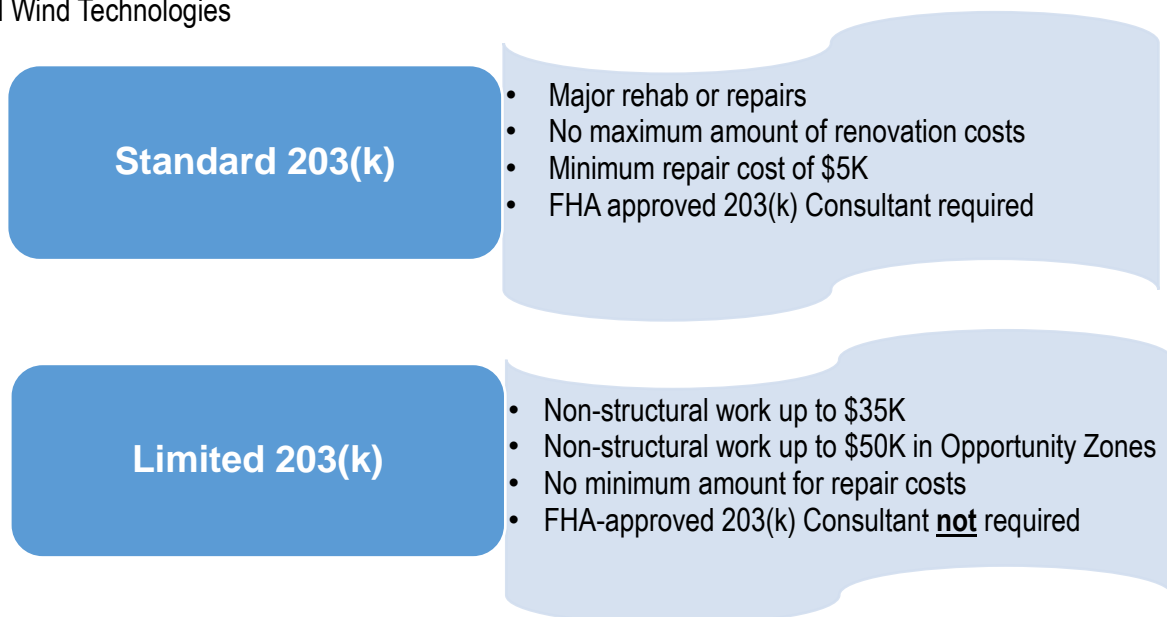 Wind Technologies
Standard 203(k)
• Major rehab or repairs
• No maximum amount of renovation costs
• Minimum repair cost of $5K
• FHA approved 203(k) Consultant required
Limited 203(k)
• Non-structural work up to $35K
• Non-structural work up to $50K in Opportunity Zones
• No minimum amount for repair costs
• FHA-approved 203(k) Consultant not required